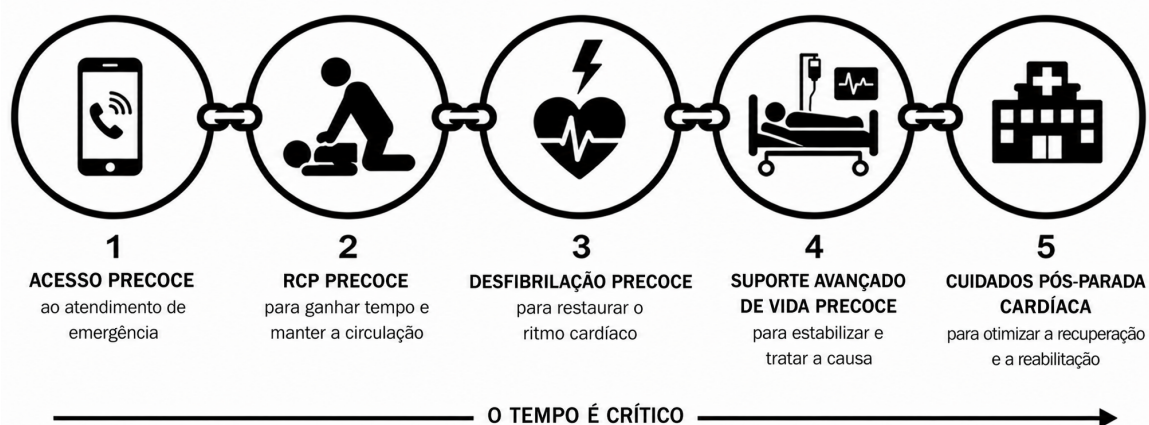 1
ACESSO PRECOCE
ao atendimento de
emergência
2
RCP PRECOCE
para ganhar tempo e
manter a circulação
3
DESFIBRILAÇÃO PRECOCE
para restaurar o
ritmo cardíaco
4
SUPORTE AVANÇADO
DE VIDA PRECOCE
para estabilizar e
tratar a causa
5
CUIDADOS PÓS-PARADA
CARDÍACA
para otimizar a recuperação
e a reabilitação
O TEMPO É CRÍTICO